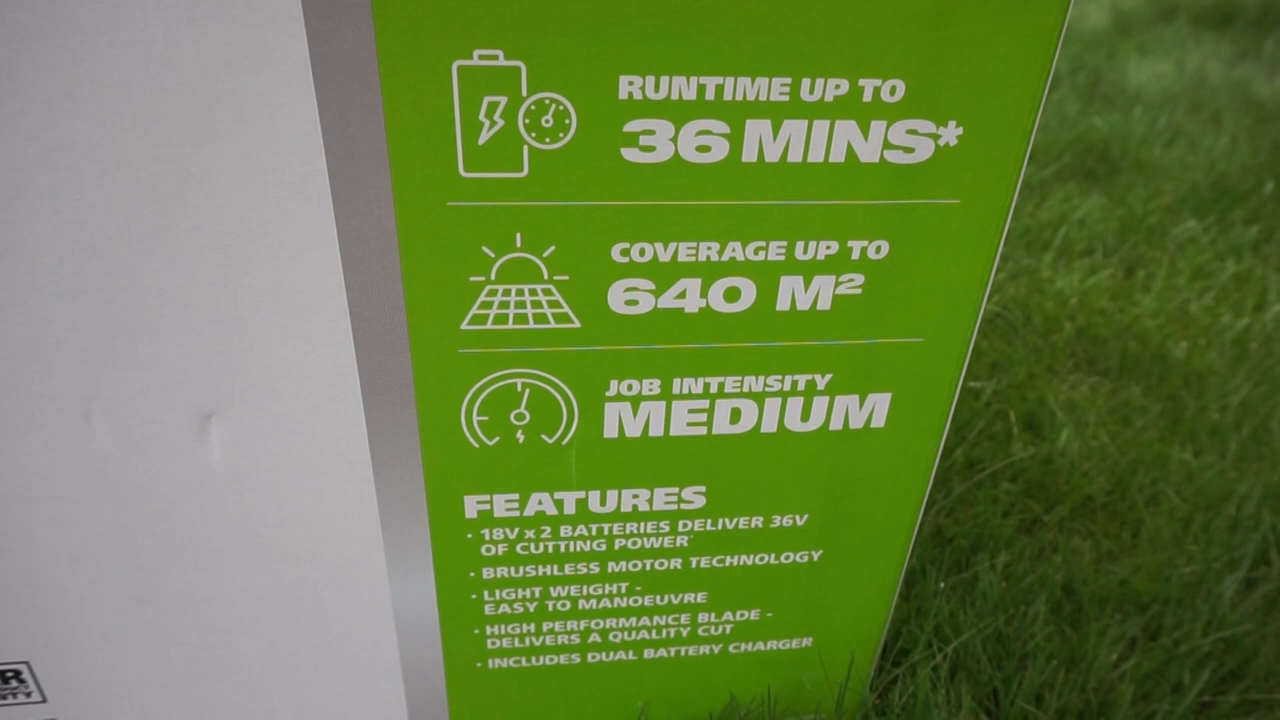 RUNTIME UP TO
36 MINS*
COVERAGE UP TO
640 M²
JOB INTENSITY
MEDIUM
FEATURES
· 18V x 2 BATTERIES DELIVER 36V
OF CUTTING POWER
· BRUSHLESS MOTOR TECHNOLOGY
· LIGHT WEIGHT -
EASY TO MANOEUVRE
· HIGH PERFORMANCE BLADE -
DELIVERS A QUALITY CUT
· INCLUDES DUAL BATTERY CHARGER